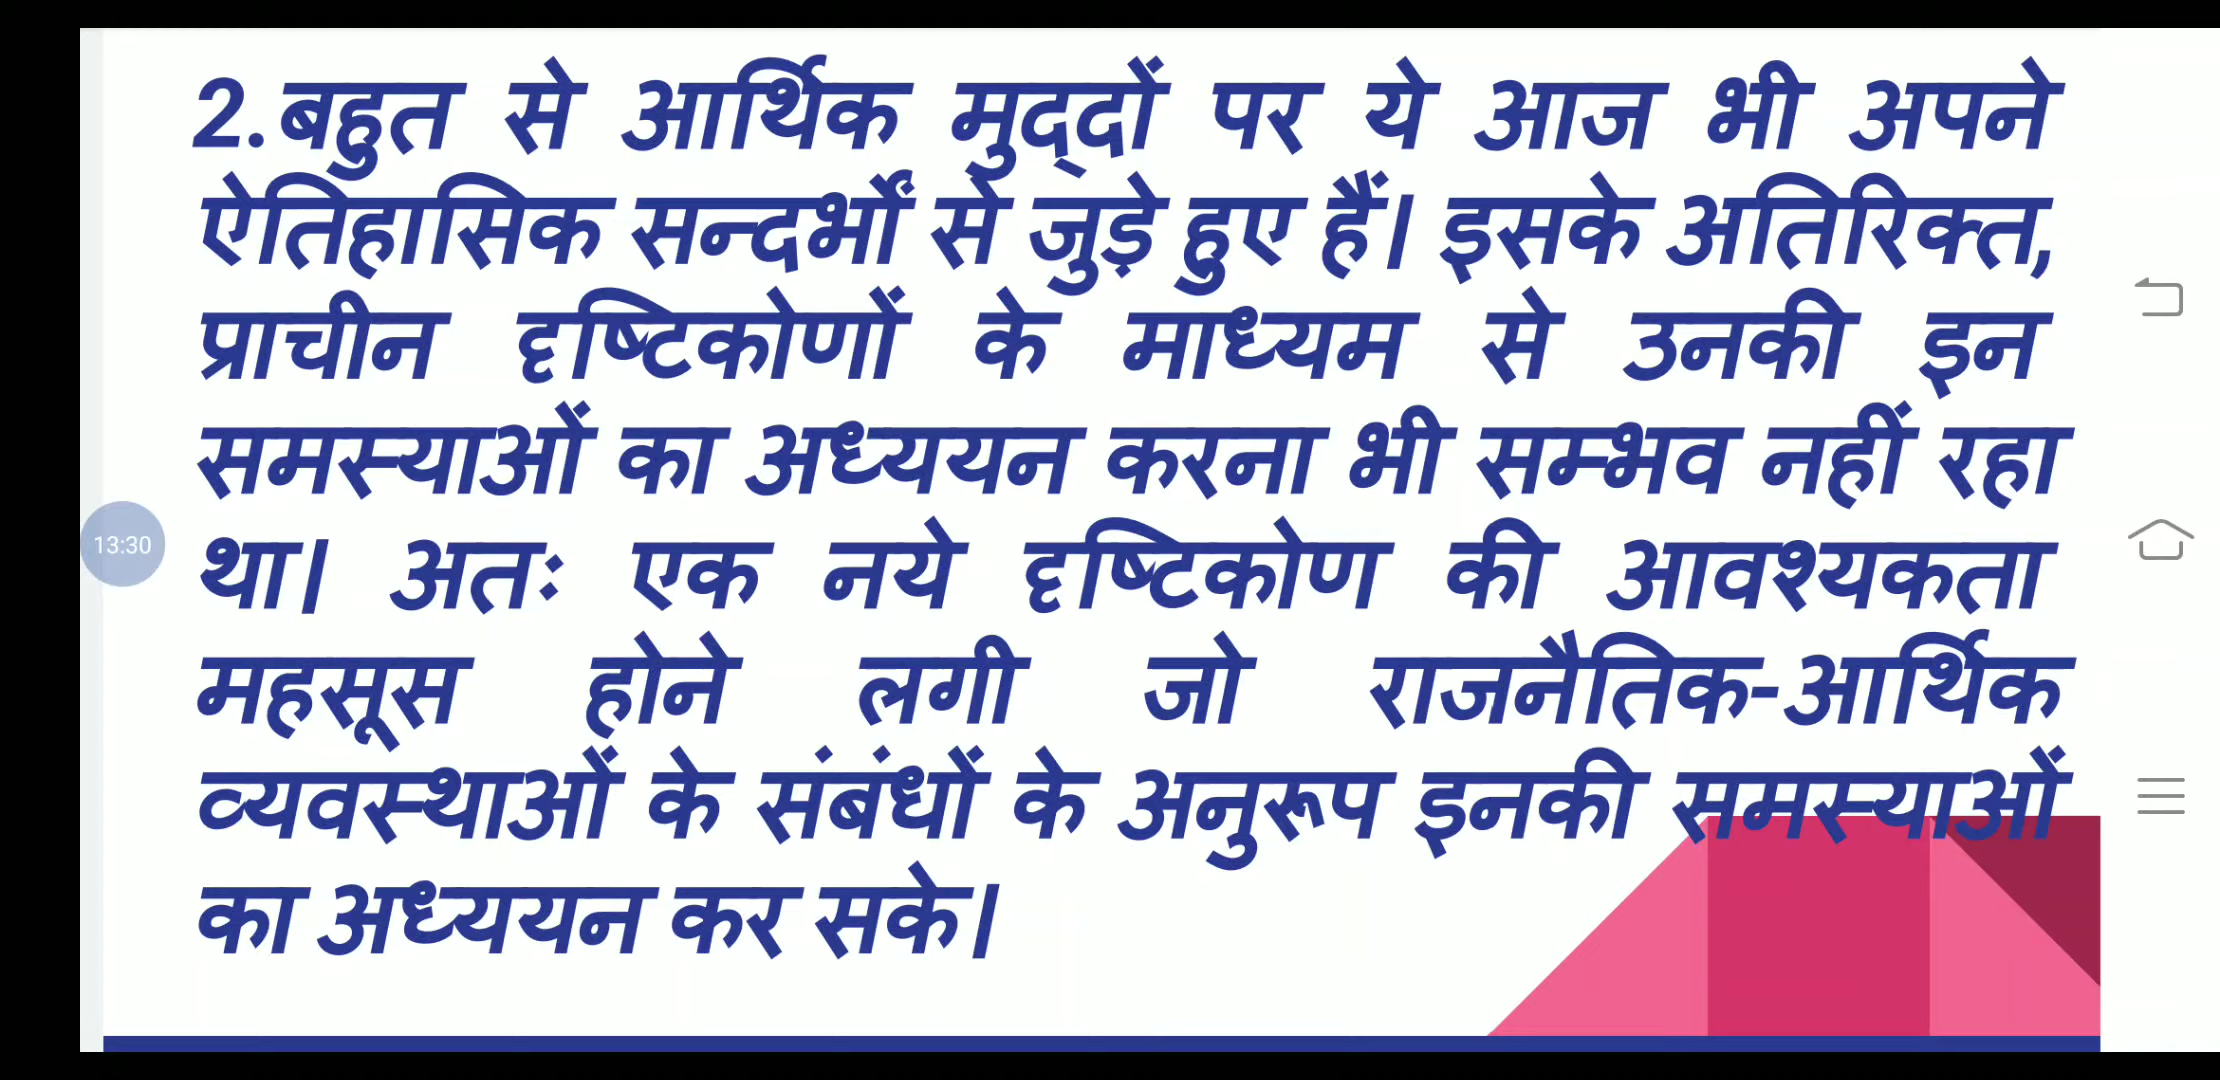 2.बहुत से आर्थिक मुद्दों पर ये आज भी अपने
ऐतिहासिक सन्दर्भों से जुड़े हुए हैं। इसके अतिरिक्त,
प्राचीन दृष्टिकोणों के माध्यम से उनकी इन
समस्याओं का अध्ययन करना भी सम्भव नहीं रहा
था। अतः एक नये दृष्टिकोण की आवश्यकता
महसूस होने लगी जो राजनैतिक-आर्थिक
व्यवस्थाओं के संबंधों के अनुरूप इनकी समस्याओं
का अध्ययन कर सके।
13:30